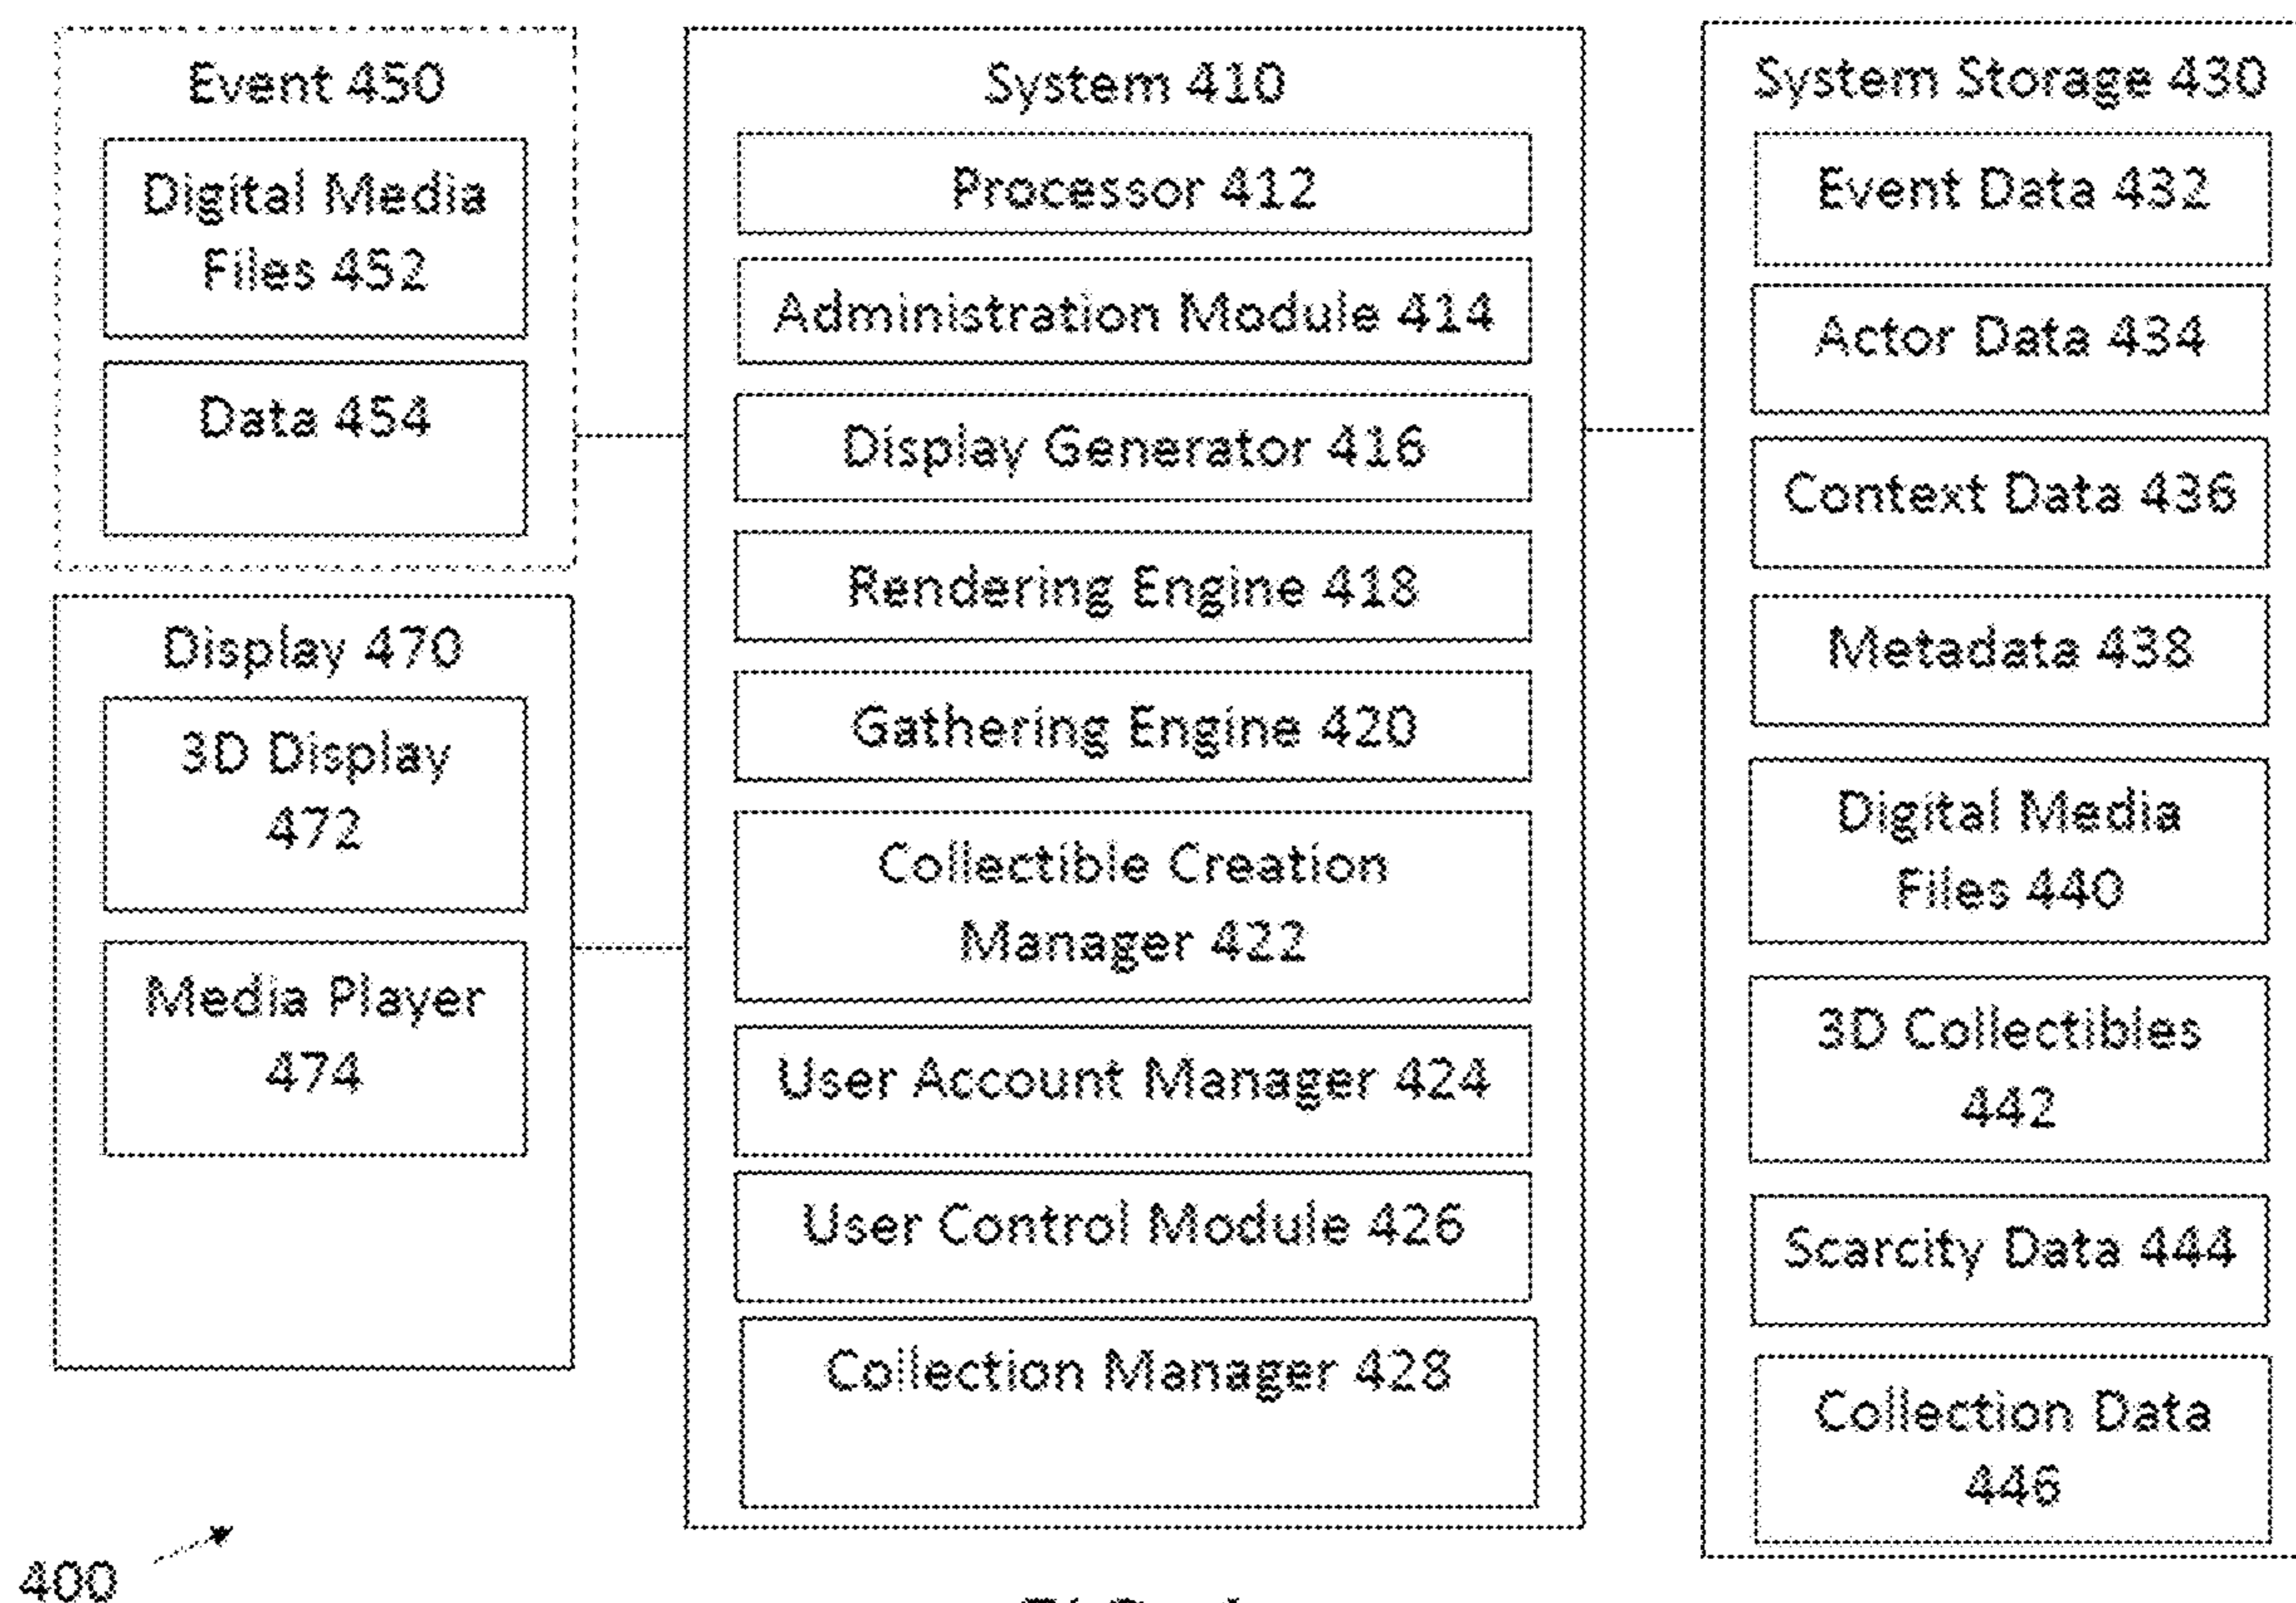 Event 450
Digital Media
Files 452
Data 454
Display 470
3D Display
472
Media Player
474
System 410
Processor 412
Administration Module 414
Display Generator 416
Rendering Engine 418
Gathering Engine 420
Collectible Creation
Manager 422
User Account Manager 424
User Control Module 426
Collection Manager 428
System Storage 430
Event Data 432
Actor Data 434
Context Data 436
Metadata 438
Digital Media
Files 440
3D Collectibles
442
Scarcity Data 444
Collection Data
446
400